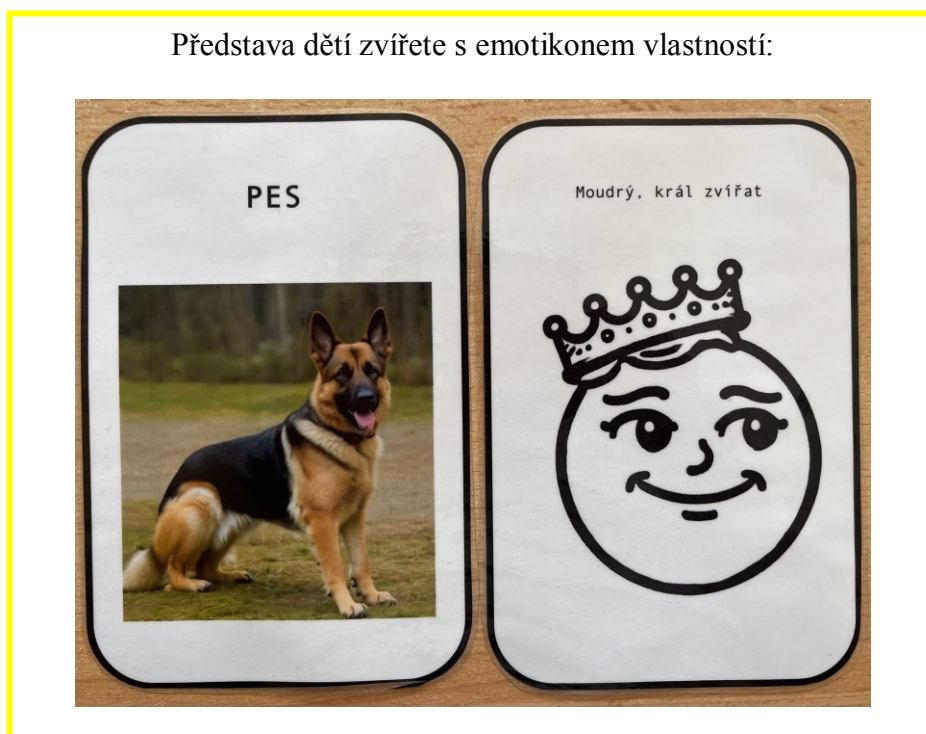 Představa dětí zvířete s emotikonem vlastností:
PES
Moudrý, král zvířat